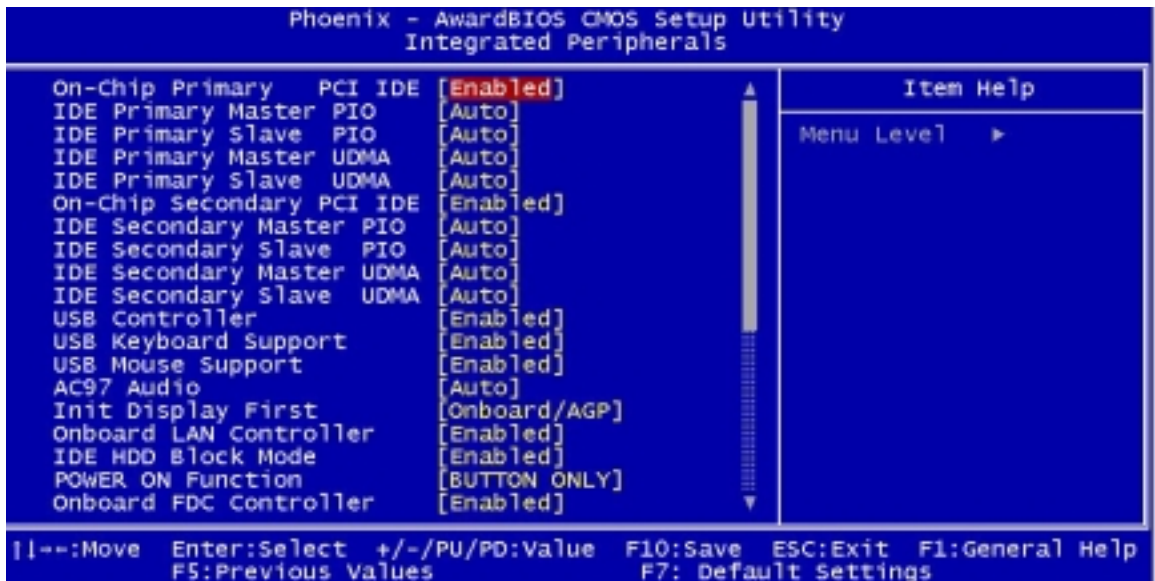 Phoenix - AwardBIOS CMOS Setup Utility
Integrated Peripherals
On-Chip Primary PCI IDE [Enabled]
IDE Primary Master PIO [Auto]
IDE Primary Slave PIO [Auto]
IDE Primary Master UDMA [Auto]
IDE Primary Slave UDMA [Auto]
On-Chip Secondary PCI IDE [Enabled]
IDE Secondary Master PIO [Auto]
IDE Secondary Slave PIO [Auto]
IDE Secondary Master UDMA [Auto]
IDE Secondary Slave UDMA [Auto]
USB Controller [Enabled]
USB Keyboard Support [Enabled]
USB Mouse Support [Enabled]
AC97 Audio [Auto]
Init Display First [Onboard/AGP]
Onboard LAN Controller [Enabled]
IDE HDD Block Mode [Enabled]
POWER ON Function [BUTTON ONLY]
Onboard FDC Controller [Enabled]
Item Help
Menu Level ▶
↑↓→←:Move Enter:Select +/-/PU/PD:Value F10:Save ESC:Exit F1:General Help
F5:Previous Values F7: Default Settings